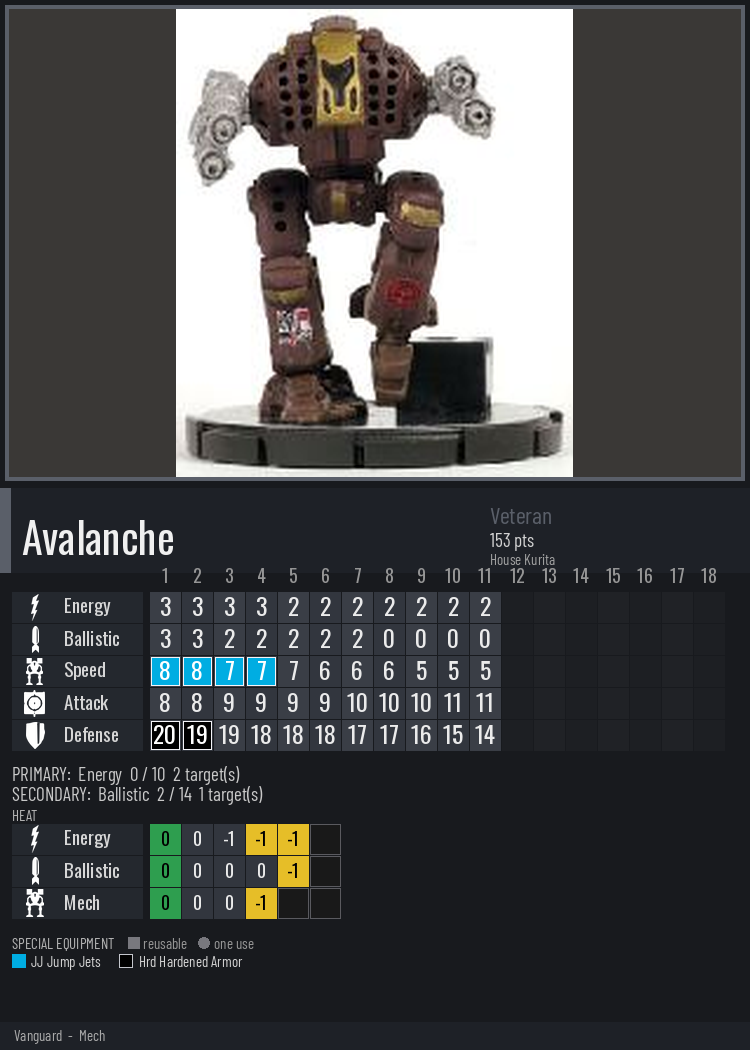 Avalanche
Veteran
153 pts
House Kurita
1 2 3 4 5 6 7 8 9 10 11 12 13 14 15 16 17 18
Energy 3 3 3 3 2 2 2 2 2 2 2
Ballistic 3 3 2 2 2 2 2 0 0 0 0
Speed 8 8 7 7 7 6 6 6 5 5 5
Attack 8 8 9 9 9 9 10 10 10 11 11
Defense 20 19 19 18 18 18 17 17 16 15 14
PRIMARY: Energy 0 / 10 2 target(s)
SECONDARY: Ballistic 2 / 14 1 target(s)
HEAT
Energy 0 0 -1 -1 -1
Ballistic 0 0 0 0 -1
Mech 0 0 0 -1
SPECIAL EQUIPMENT reusable one use
JJ Jump Jets Hrd Hardened Armor
Vanguard - Mech